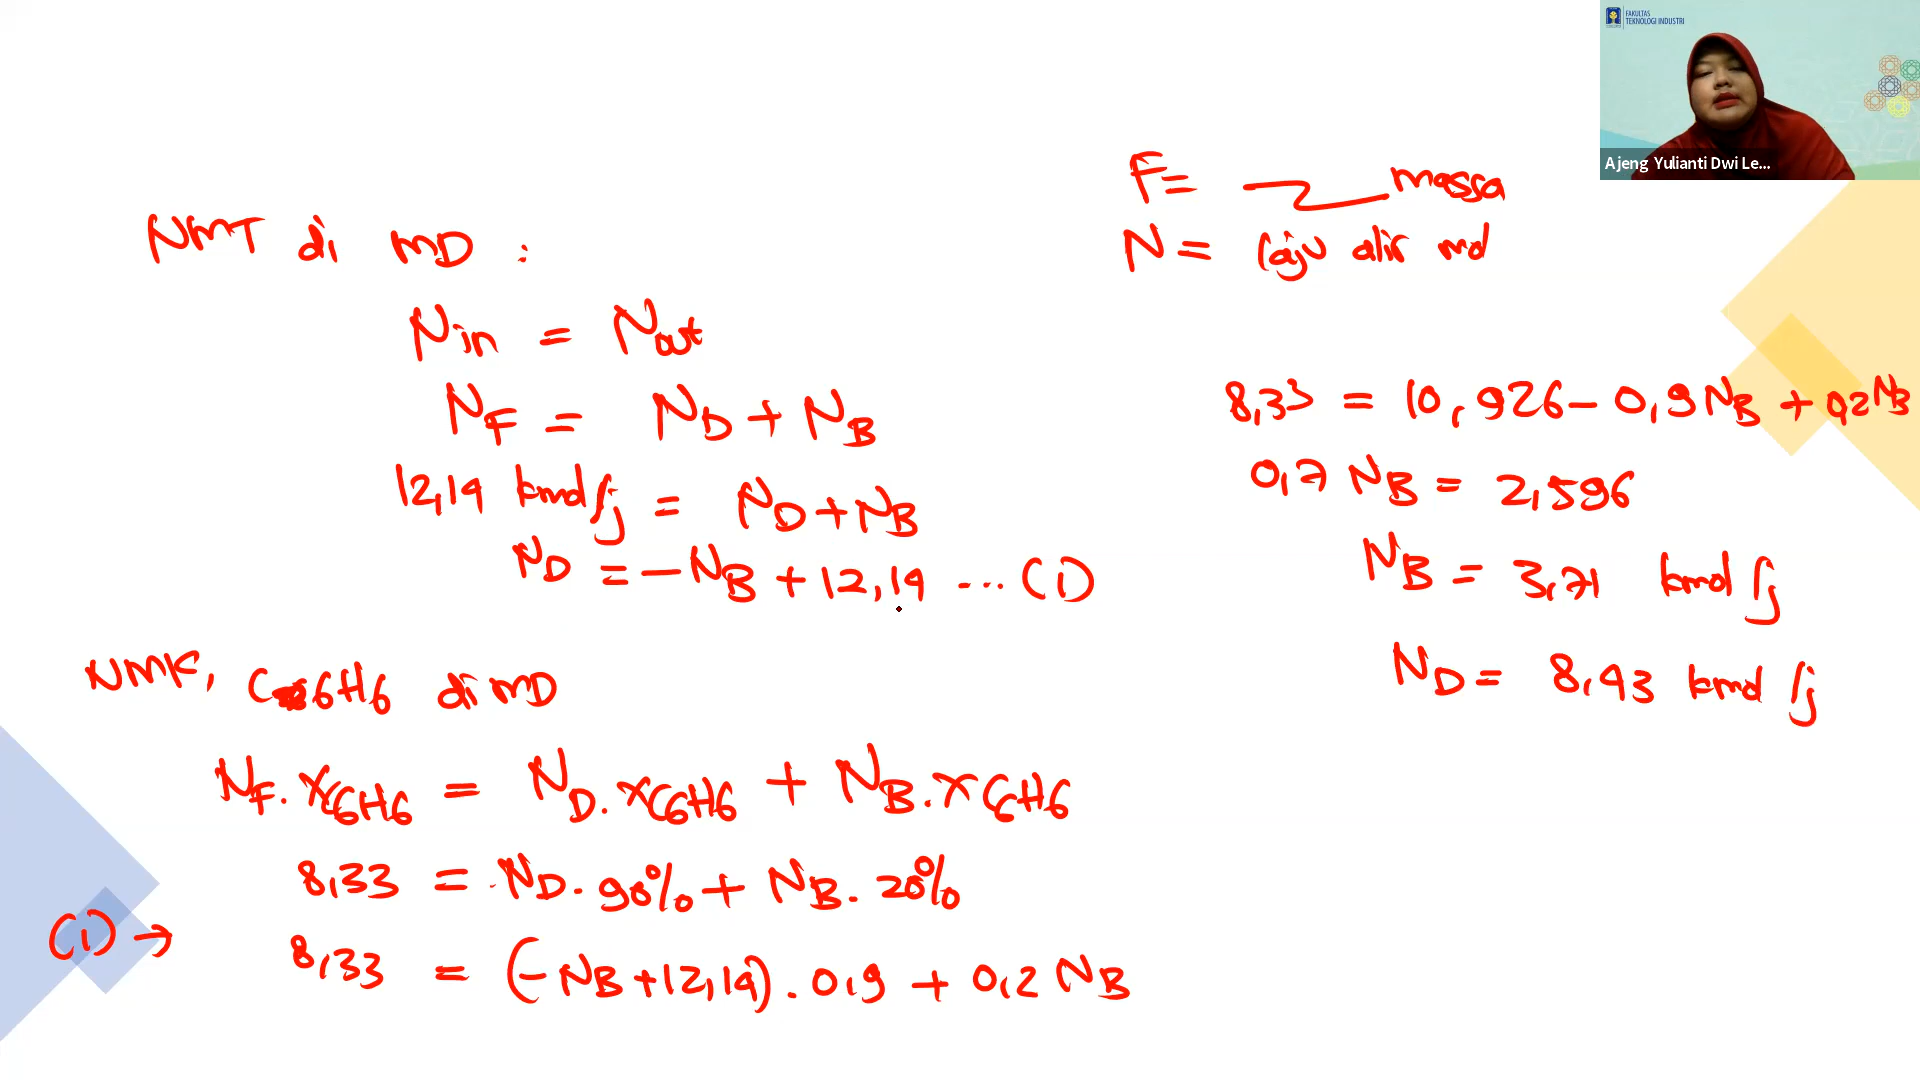 FAKULTAS
TEKNOLOGI INDUSTRI
Ajeng Yulianti Dwi Le...
F= massa
N = laju alir mol
NMT di MD :
Nin = Nout
NF = ND + NB
12,14 kmol/j = ND + NB
ND = -NB + 12,14 ... (1)
NMK, C6H6 di MD
NF . XC6H6 = ND . XC6H6 + NB . XC6H6
8,33 = ND . 90% + NB . 20%
(1) → 8,33 = (-NB + 12,14) . 0,9 + 0,2 NB
8,33 = 10,926 - 0,9 NB + 0,2 NB
0,7 NB = 2,596
NB = 3,71 kmol/j
ND = 8,43 kmol/j